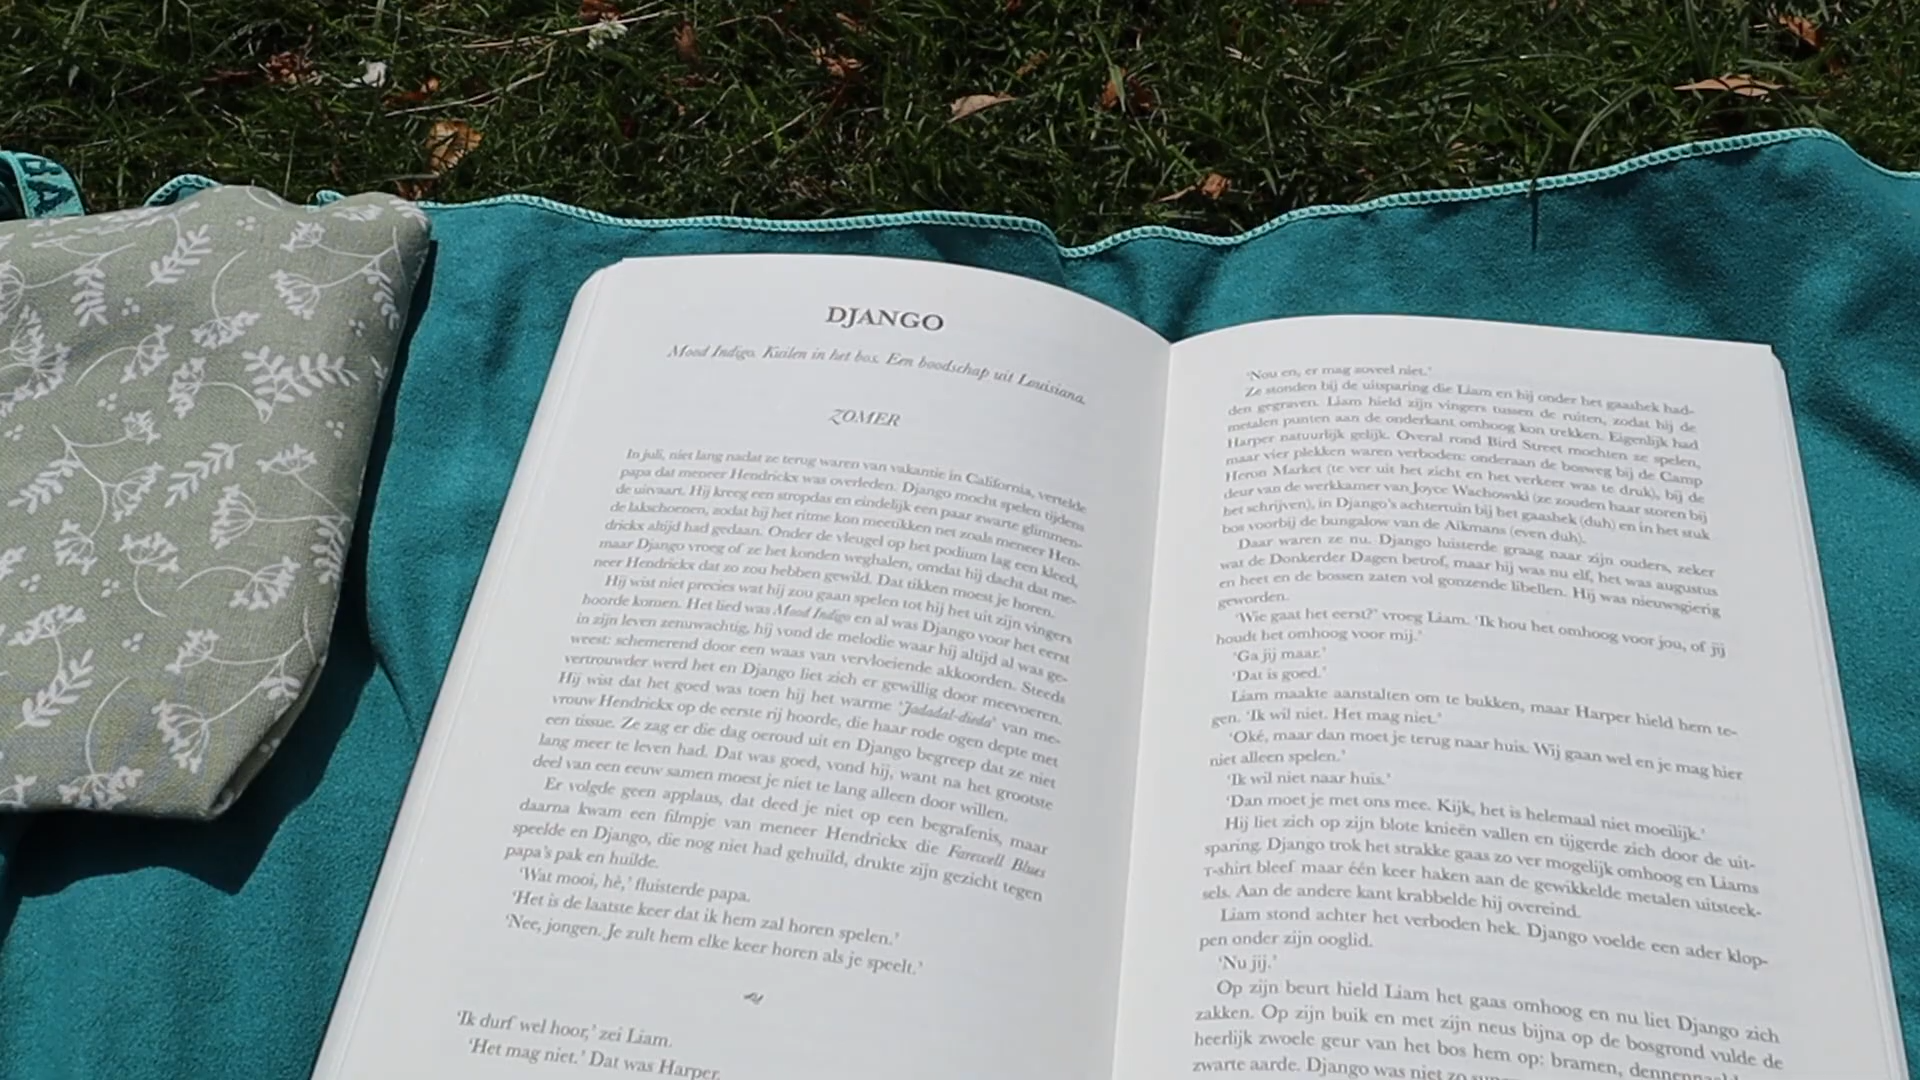 DJANGO
Mood Indigo. Kuilen in het bos. Een boodschap uit Louisiana.
ZOMER
In juli, niet lang nadat ze terug waren van vakantie in California, vertelde
papa dat meneer Hendrickx was overleden. Django mocht spelen tijdens
de uitvaart. Hij kreeg een stropdas en eindelijk een paar zwarte glimmen-
de lakschoenen, zodat hij het ritme kon meetikken net zoals meneer Hen-
drickx altijd had gedaan. Onder de vleugel op het podium lag een kleed,
maar Django vroeg of ze het konden weghalen, omdat hij dacht dat me-
neer Hendrickx dat zo zou hebben gewild. Dat tikken moest je horen.
Hij wist niet precies wat hij zou gaan spelen tot hij het uit zijn vingers
hoorde komen. Het lied was Mood Indigo en al was Django voor het eerst
in zijn leven zenuwachtig, hij vond de melodie waar hij altijd al was ge-
weest: schemerend door een waas van vervloeiende akkoorden. Steeds
vertrouwder werd het en Django liet zich er gewillig door meevoeren.
Hij wist dat het goed was toen hij het warme ‘Jadadal-dieda’ van me-
vrouw Hendrickx op de eerste rij hoorde, die haar rode ogen depte met
een tissue. Ze zag er die dag oeroud uit en Django begreep dat ze niet
lang meer te leven had. Dat was goed, vond hij, want na het grootste
deel van een eeuw samen moest je niet te lang alleen door willen.
Er volgde geen applaus, dat deed je niet op een begrafenis, maar
daarna kwam een filmpje van meneer Hendrickx die Farewell Blues
speelde en Django, die nog niet had gehuild, drukte zijn gezicht tegen
papa’s pak en huilde.
‘Wat mooi, hè,’ fluisterde papa.
‘Het is de laatste keer dat ik hem zal horen spelen.’
‘Nee, jongen. Je zult hem elke keer horen als je speelt.’
‘Ik durf wel hoor,’ zei Liam.
‘Het mag niet.’ Dat was Harper.
‘Nou en, er mag zoveel niet.’
Ze stonden bij de uitsparing die Liam en hij onder het gaashek had-
den gegraven. Liam hield zijn vingers tussen de ruiten, zodat hij de
metalen punten aan de onderkant omhoog kon trekken. Eigenlijk had
Harper natuurlijk gelijk. Overal rond Bird Street mochten ze spelen,
maar vier plekken waren verboden: onderaan de bosweg bij de Camp
Heron Market (te ver uit het zicht en het verkeer was te druk), bij de
deur van de werkkamer van Joyce Wachowski (ze zouden haar storen bij
het schrijven), in Django’s achtertuin bij het gaashek (duh) en in het stuk
bos voorbij de bungalow van de Aikmans (even duh).
Daar waren ze nu. Django luisterde graag naar zijn ouders, zeker
wat de Donkerder Dagen betrof, maar hij was nu elf, het was augustus
en heet en de bossen zaten vol gonzende libellen. Hij was nieuwsgierig
geworden.
‘Wie gaat het eerst?’ vroeg Liam. ‘Ik hou het omhoog voor jou, of jij
houdt het omhoog voor mij.’
‘Ga jij maar.’
‘Dat is goed.’
Liam maakte aanstalten om te bukken, maar Harper hield hem te-
gen. ‘Ik wil niet. Het mag niet.’
‘Oké, maar dan moet je terug naar huis. Wij gaan wel en je mag hier
niet alleen spelen.’
‘Ik wil niet naar huis.’
‘Dan moet je met ons mee. Kijk, het is helemaal niet moeilijk.’
Hij liet zich op zijn blote knieën vallen en tijgerde zich door de uit-
sparing. Django trok het strakke gaas zo ver mogelijk omhoog en Liams
T-shirt bleef maar één keer haken aan de gewikkelde metalen uitsteek-
sels. Aan de andere kant krabbelde hij overeind.
Liam stond achter het verboden hek. Django voelde een ader klop-
pen onder zijn ooglid.
‘Nu jij.’
Op zijn beurt hield Liam het gaas omhoog en nu liet Django zich
zakken. Op zijn buik en met zijn neus bijna op de bosgrond vulde de
heerlijk zwoele geur van het bos hem op: bramen,
zwarte aarde. Django was niet zo